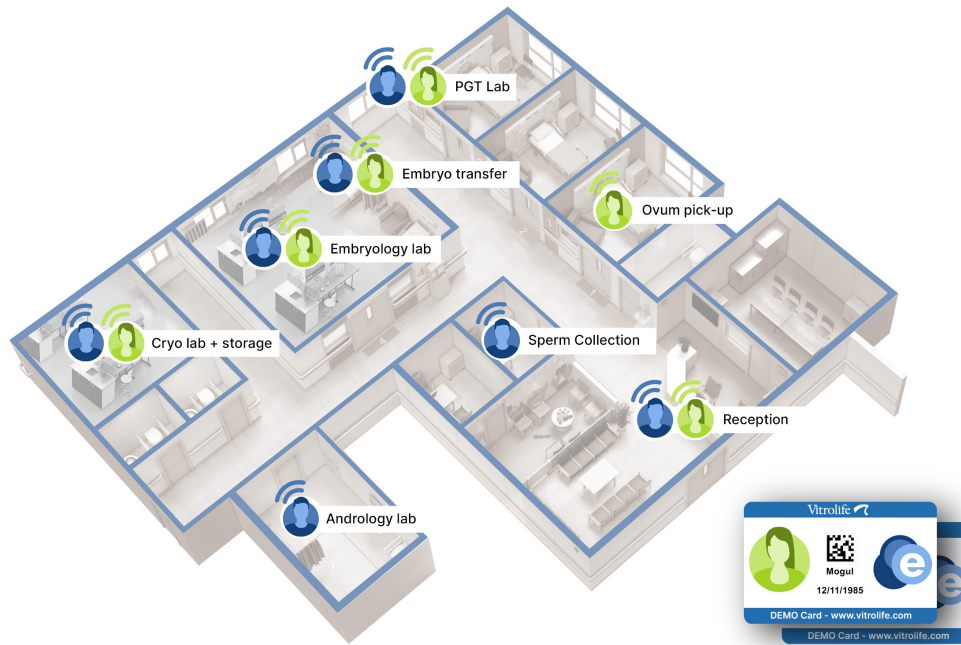 PGT Lab
Embryo transfer
Ovum pick-up
Embryology lab
Cryo lab + storage
Sperm Collection
Reception
Andrology lab
Vitrolife
e
Mogul
12/11/1985
DEMO Card - www.vitrolife.com
e
DEMO Card - www.vitrolife.com